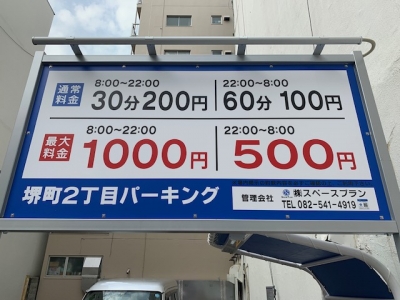 通常料金
8:00〜22:00
30分200円
22:00〜8:00
60分100円
最大料金
8:00〜22:00
1000円
22:00〜8:00
500円
堺町2丁目パーキング
管理会社
㈱スペースプラン
TEL 082-541-4919